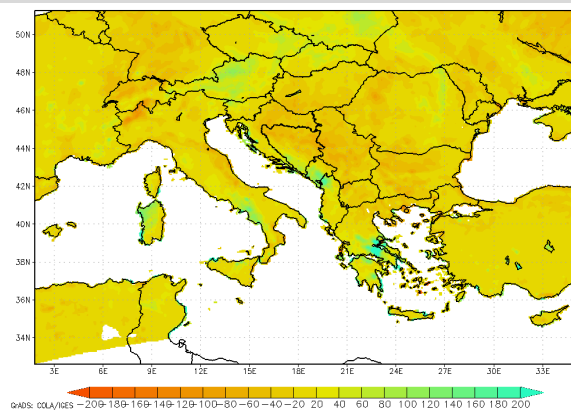 50N
48N
46N
44N
42N
40N
38N
36N
34N
3E 6E 9E 12E 15E 18E 21E 24E 27E 30E 33E
GrADS: COLA/IGES -200-180-160-140-120-100-80 -60 -40 -20 20 40 60 80 100 120 140 160 180 200